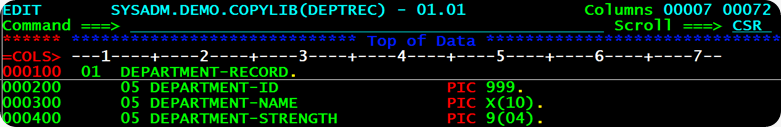 EDIT       SYSADM.DEMO.COPYLIB(DEPTREC) - 01.01                  Columns 00007 00072
Command ===>                                                  Scroll ===> CSR
****** ***************************** Top of Data ******************************
=COLS> ---1----+----2----+----3----+----4----+----5----+----6----+----7--
000100  01  DEPARTMENT-RECORD.
000200      05 DEPARTMENT-ID             PIC 999.
000300      05 DEPARTMENT-NAME           PIC X(10).
000400      05 DEPARTMENT-STRENGTH       PIC 9(04).